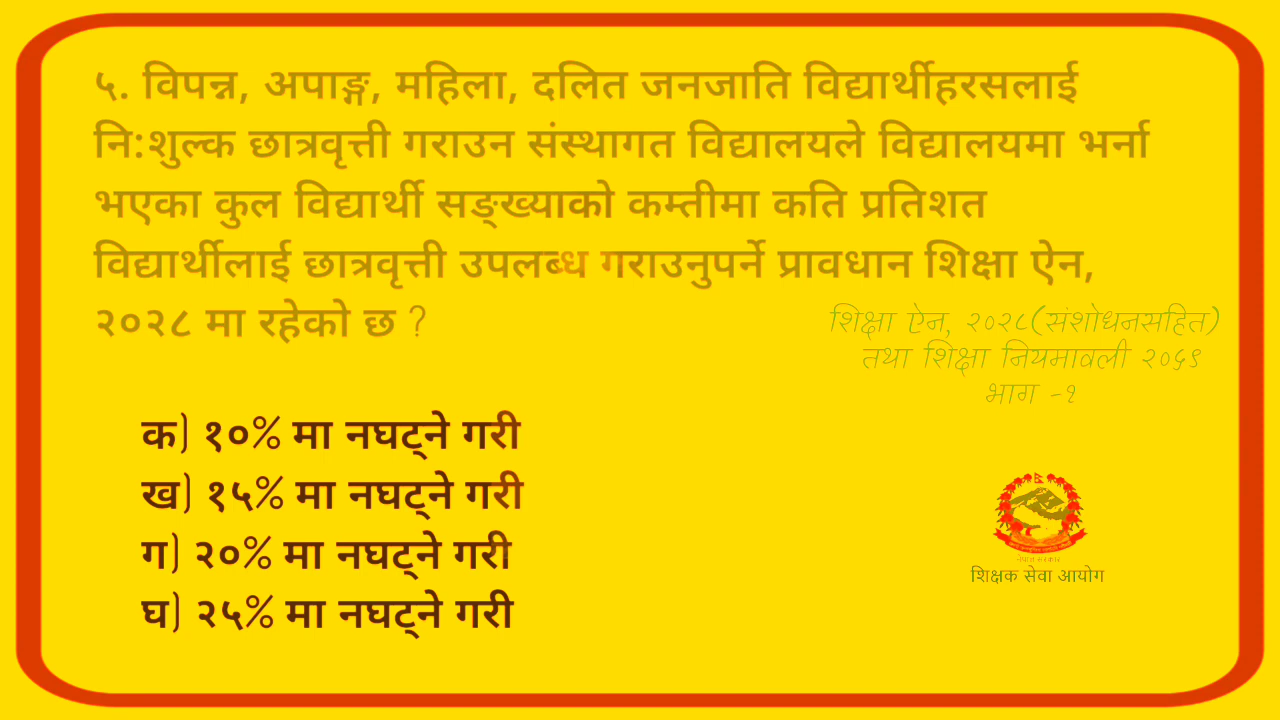 ५. विपन्न, अपाङ्ग, महिला, दलित जनजाति विद्यार्थीहरसलाई
नि:शुल्क छात्रवृत्ती गराउन संस्थागत विद्यालयले विद्यालयमा भर्ना
भएका कुल विद्यार्थी सङ्ख्याको कम्तीमा कति प्रतिशत
विद्यार्थीलाई छात्रवृत्ती उपलब्ध गराउनुपर्ने प्रावधान शिक्षा ऐन,
२०२८ मा रहेको छ ?
शिक्षा ऐन, २०२८(संशोधनसहित)
तथा शिक्षा नियमावली २०५९
भाग -१
क) १०% मा नघट्ने गरी
ख) १५% मा नघट्ने गरी
ग) २०% मा नघट्ने गरी
घ) २५% मा नघट्ने गरी
नेपाल सरकार
शिक्षक सेवा आयोग